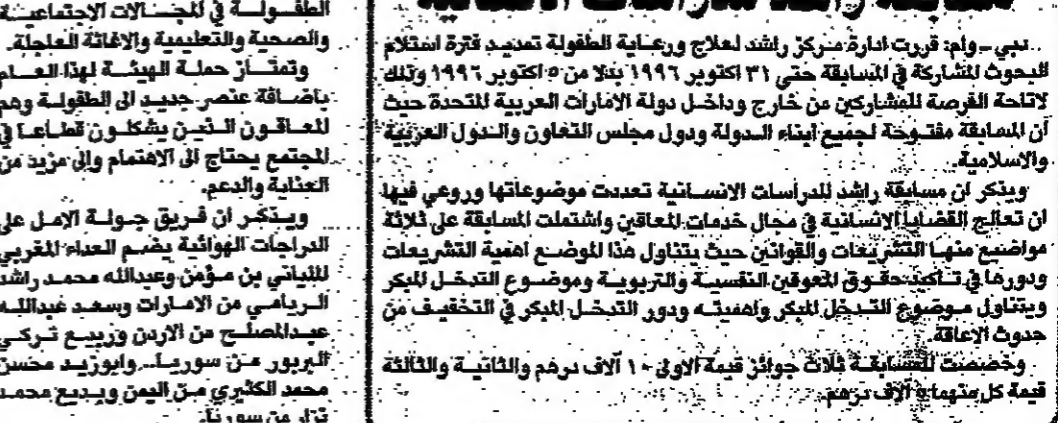 مسابقة راشد للدراسات الانسانية
..دبي ـ وام: قررت ادارة مركز راشد لعلاج ورعاية الطفولة تمديد فترة استلام
البحوث المشاركة في المسابقة حتى ٣١ اكتوبر ١٩٩٦ بدلا من ٥ اكتوبر ١٩٩٦ وذلك
لاتاحة الفرصة للمشاركين من خارج وداخل دولة الامارات العربية المتحدة حيث
أن المسابقة مفتوحة لجميع ابناء الدولة ودول مجلس التعاون والدول العربية
والاسلامية.
ويذكر ان مسابقة راشد للدراسات الانسانية تعددت موضوعاتها وروعي فيها
ان تعالج القضايا الانسانية في مجال خدمات المعاقين واشتملت المسابقة على ثلاثة
مواضيع منها التشريعات والقوانين حيث يتناول هذا الموضع اهمية التشريعات
ودورها في تأكيد حقوق المعوقين النفسية والتربوية وموضوع التدخل المبكر
ويتناول موضوع التدخل المبكر واهميته ودور التدخل المبكر في التخفيف من
حدوث الاعاقة.
وخصصت للمسابقة ثلاث جوائز قيمة الاولى ١٠ آلاف درهم والثانية والثالثة
قيمة كل منهما ٥ آلاف درهم.
الطفولة في المجالات الاجتماعية
والصحية والتعليمية والاغاثة العاجلة.
وتمتاز حملة الهيئة لهذا العام
باضافة عنصر جديد الى الطفولة وهم
المعاقون الذين يشكلون قطاعا في
المجتمع يحتاج الى الاهتمام والى مزيد من
العناية والدعم.
ويذكر ان فريق جولة الامل على
الدراجات الهوائية يضم العداء المغربي
للثياني بن مؤمن وعبدالله محمد راشد
الريامي من الامارات وسعد عبدالله
عبدالمصلح من الاردن وربيع تركي
البربور من سوريا.. وابوزيد محسن
محمد الكثيري من اليمن وبديع محمد
نزار من سوريا.